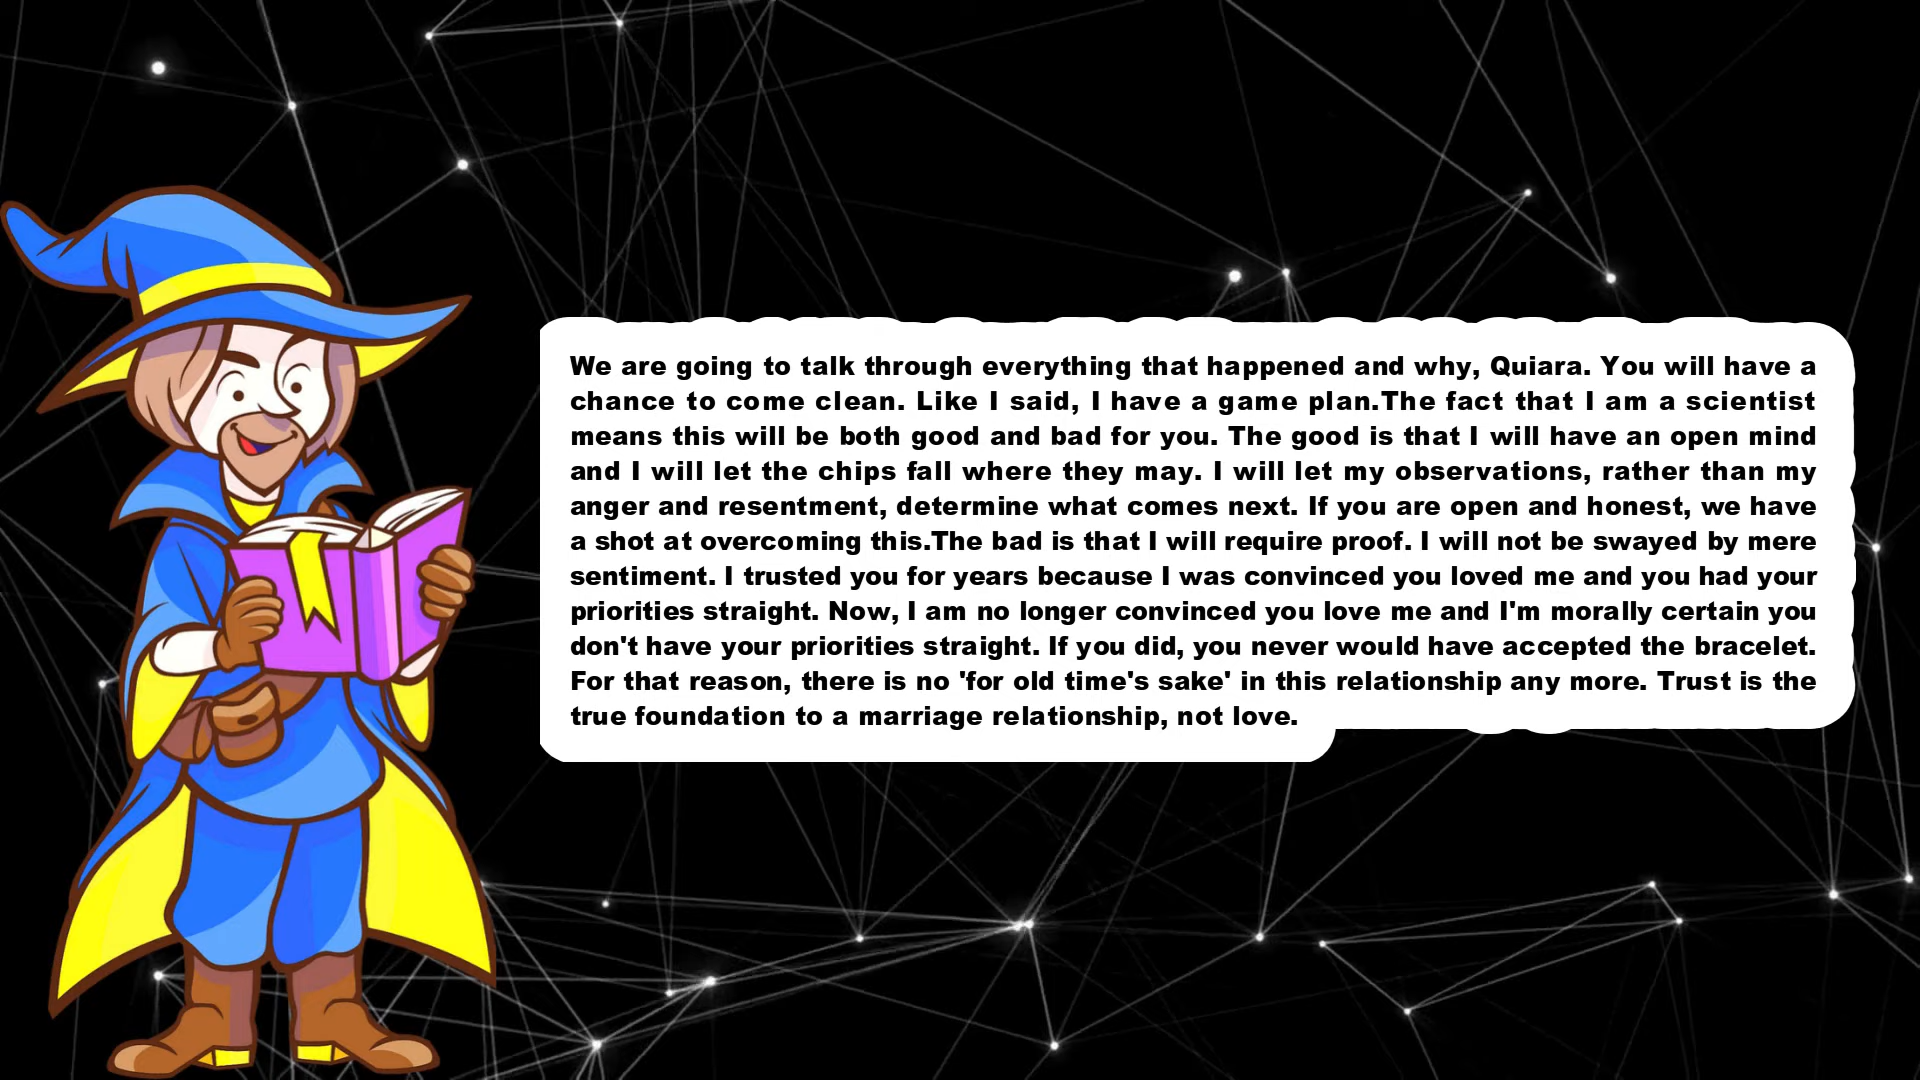 We are going to talk through everything that happened and why, Quiara. You will have a
chance to come clean. Like I said, I have a game plan.The fact that I am a scientist
means this will be both good and bad for you. The good is that I will have an open mind
and I will let the chips fall where they may. I will let my observations, rather than my
anger and resentment, determine what comes next. If you are open and honest, we have
a shot at overcoming this.The bad is that I will require proof. I will not be swayed by mere
sentiment. I trusted you for years because I was convinced you loved me and you had your
priorities straight. Now, I am no longer convinced you love me and I'm morally certain you
don't have your priorities straight. If you did, you never would have accepted the bracelet.
For that reason, there is no 'for old time's sake' in this relationship any more. Trust is the
true foundation to a marriage relationship, not love.